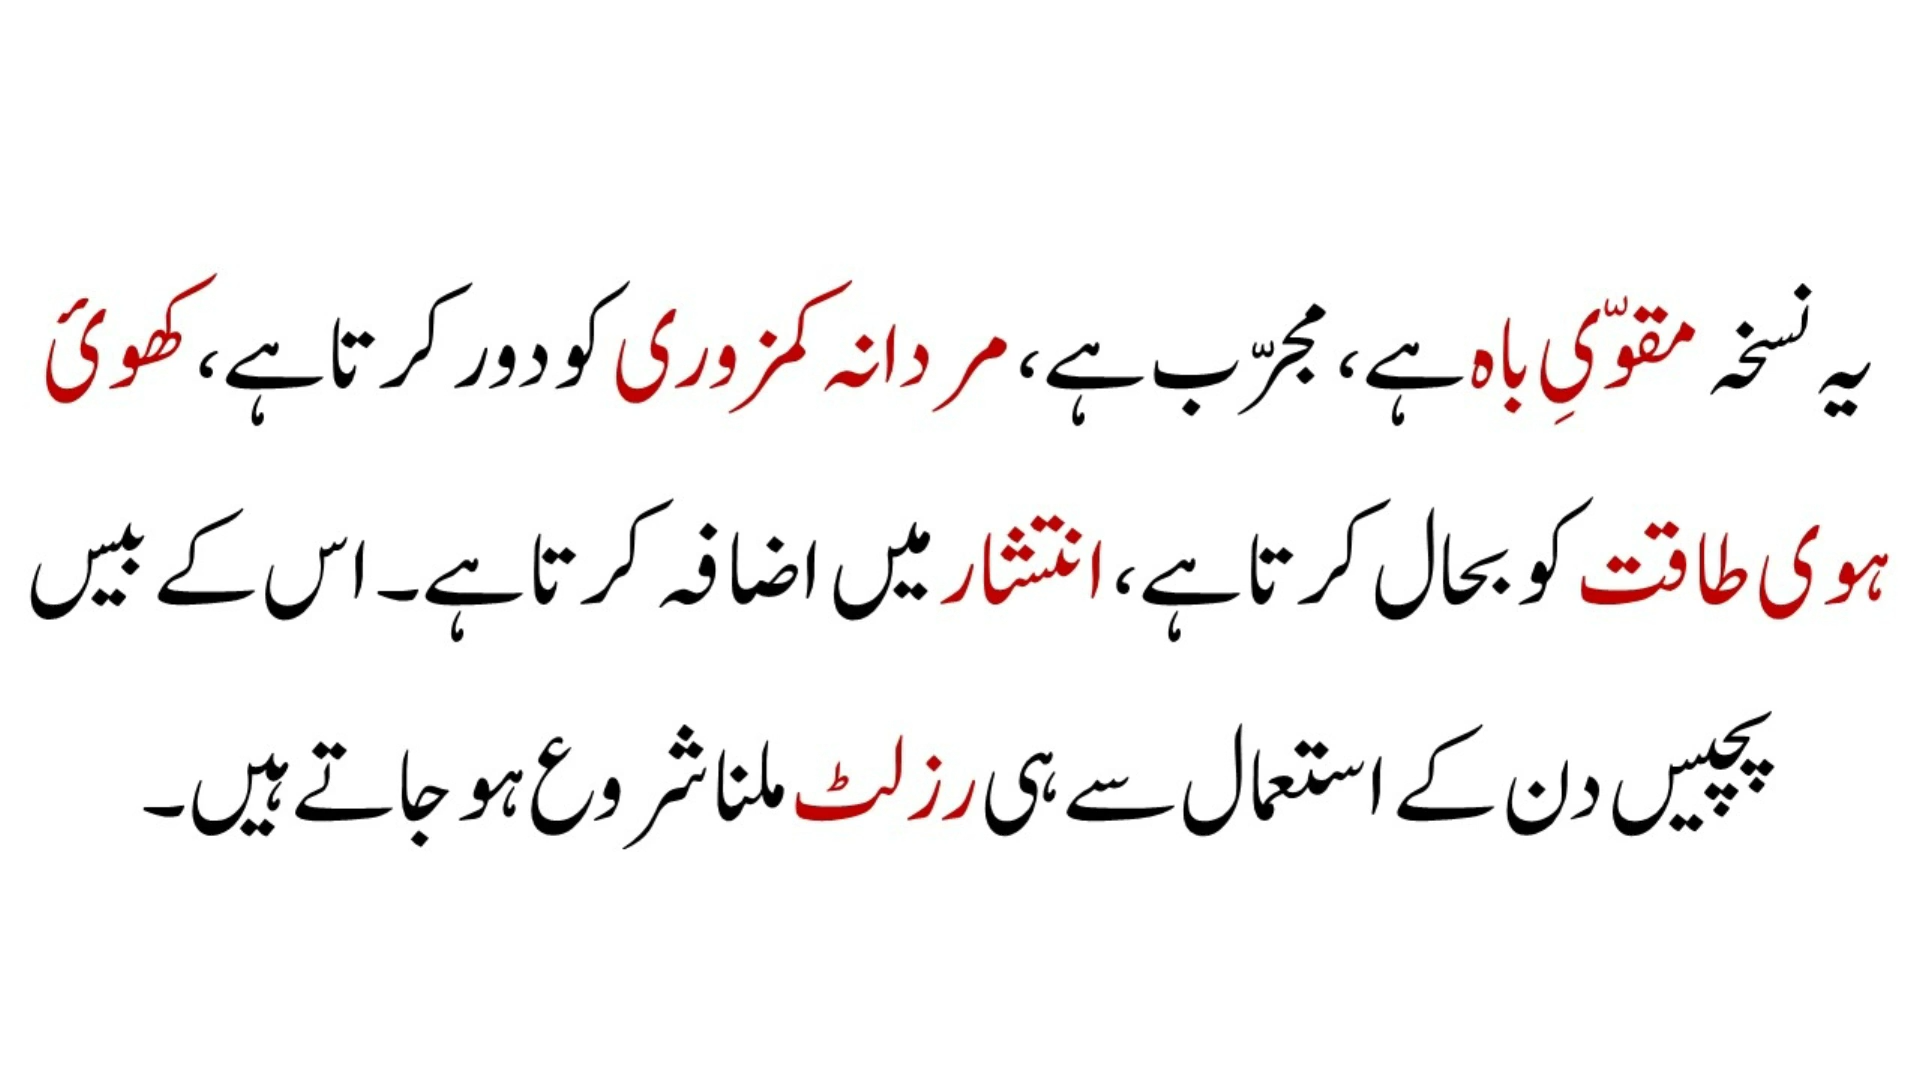 یہ نسخہ مقوّیِ باہ ہے، مجرّب ہے، مردانہ کمزوری کو دور کرتا ہے، کھوئ
ہوی طاقت کو بحال کرتا ہے، انتشار میں اضافہ کرتا ہے۔ اس کے بیس
پچیس دن کے استعمال سے ہی رزلٹ ملنا شروع ہو جاتے ہیں۔